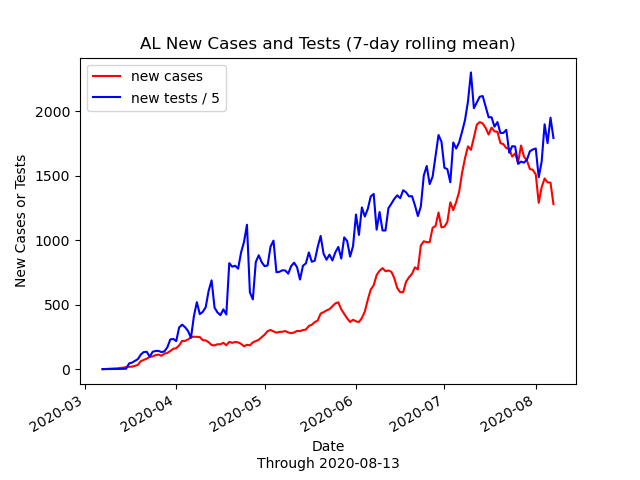 AL New Cases and Tests (7-day rolling mean)
new cases
new tests / 5
New Cases or Tests
2000
1500
1000
500
0
2020-03
2020-04
2020-05
2020-06
2020-07
2020-08
Date
Through 2020-08-13